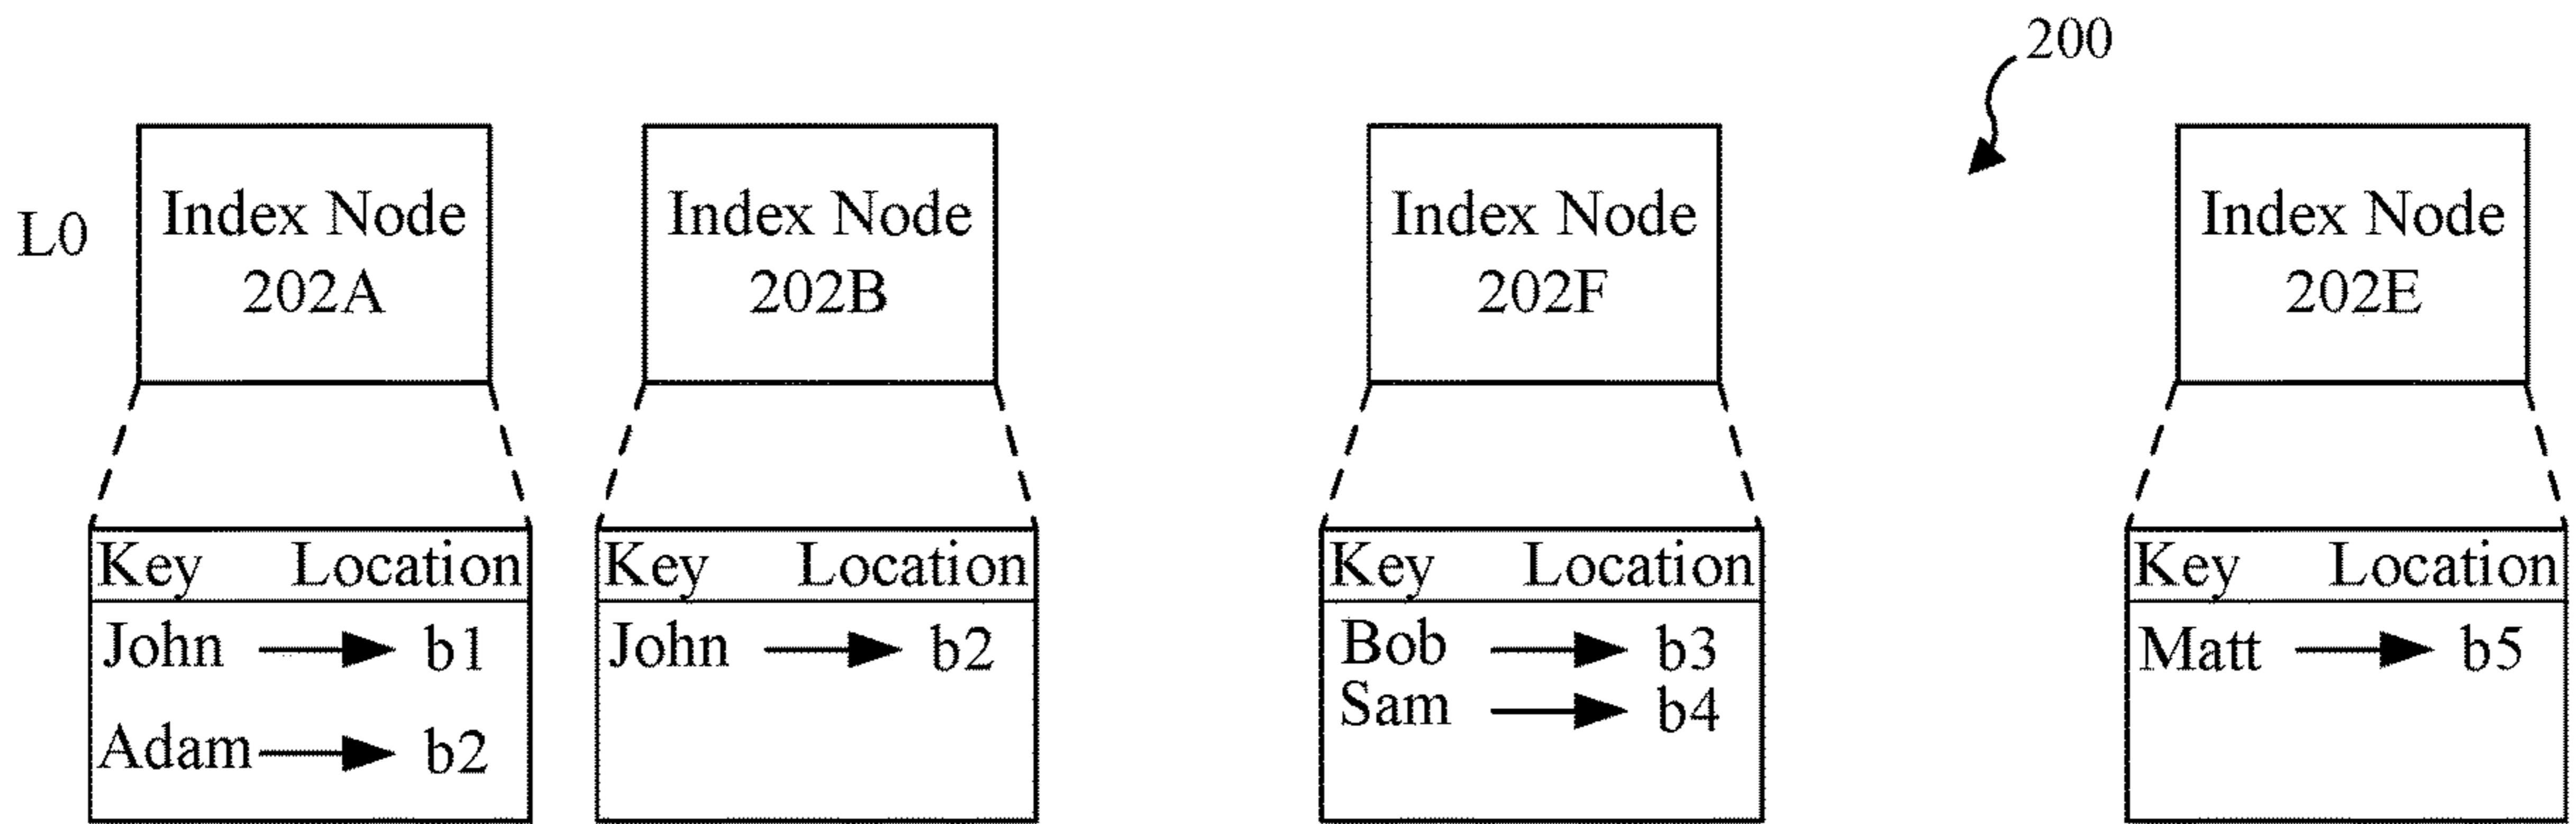 200
L0
Index Node
202A
Index Node
202B
Index Node
202F
Index Node
202E
Key Location
John b1
Adam b2
Key Location
John b2
Key Location
Bob b3
Sam b4
Key Location
Matt b5